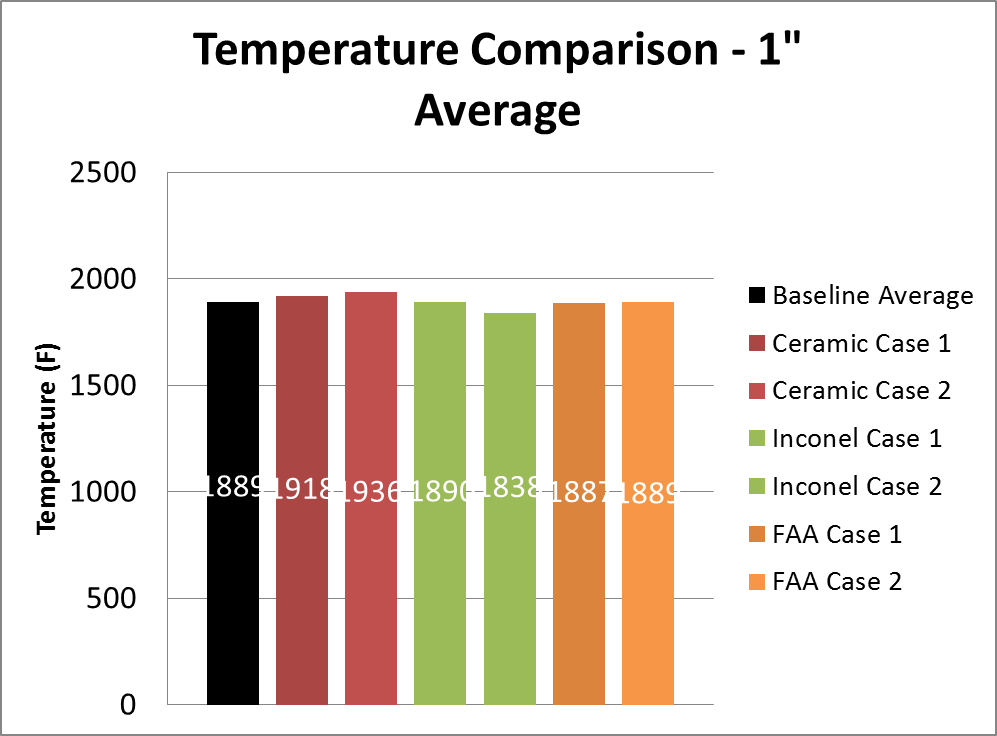 Temperature Comparison - 1"
Average
2500
2000
1500
1000
500
0
Temperature (F)
1889
1918
1936
1890
1838
1887
1889
Baseline Average
Ceramic Case 1
Ceramic Case 2
Inconel Case 1
Inconel Case 2
FAA Case 1
FAA Case 2